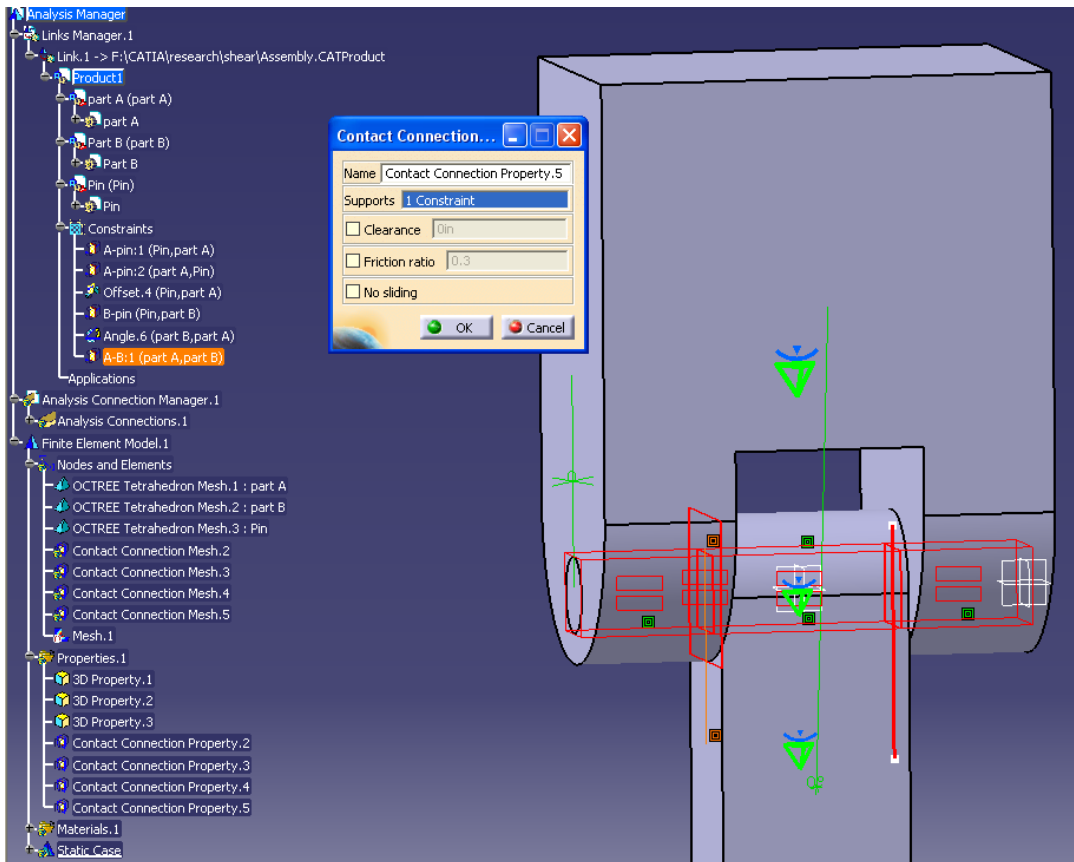 Analysis Manager
Links Manager.1
Link.1 -> F:\CATIA\research\shear\Assembly.CATProduct
Product1
part A (part A)
part A
Part B (part B)
Part B
Pin (Pin)
Pin
Constraints
A-pin:1 (Pin,part A)
A-pin:2 (part A,Pin)
Offset.4 (Pin,part A)
B-pin (Pin,part B)
Angle.6 (part B,part A)
A-B:1 (part A,part B)
Applications
Analysis Connection Manager.1
Analysis Connections.1
Finite Element Model.1
Nodes and Elements
OCTREE Tetrahedron Mesh.1 : part A
OCTREE Tetrahedron Mesh.2 : part B
OCTREE Tetrahedron Mesh.3 : Pin
Contact Connection Mesh.2
Contact Connection Mesh.3
Contact Connection Mesh.4
Contact Connection Mesh.5
Mesh.1
Properties.1
3D Property.1
3D Property.2
3D Property.3
Contact Connection Property.2
Contact Connection Property.3
Contact Connection Property.4
Contact Connection Property.5
Materials.1
Static Case
Contact Connection...
Name Contact Connection Property.5
Supports 1 Constraint
Clearance 0in
Friction ratio 0.3
No sliding
OK Cancel